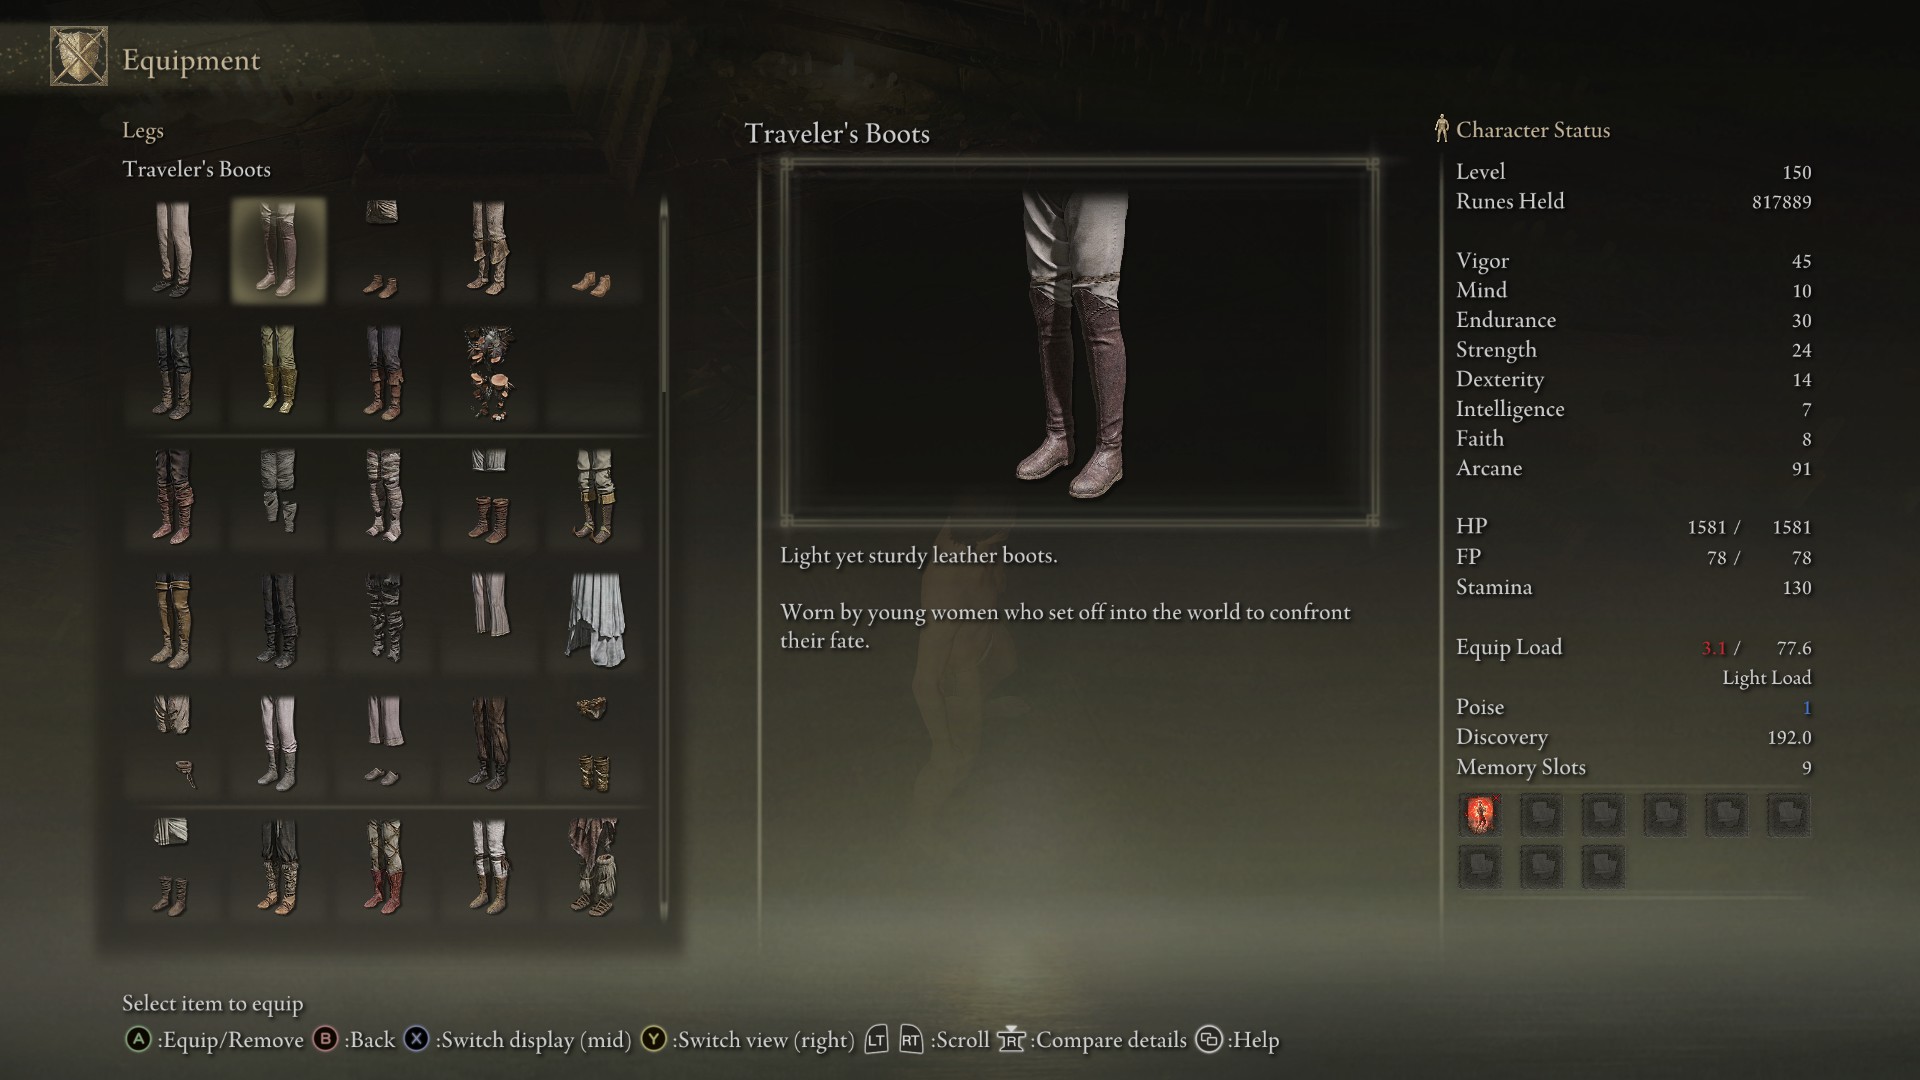 Equipment
Legs
Traveler's Boots
Traveler's Boots
Light yet sturdy leather boots.
Worn by young women who set off into the world to confront
their fate.
Character Status
Level 150
Runes Held 817889
Vigor 45
Mind 10
Endurance 30
Strength 24
Dexterity 14
Intelligence 7
Faith 8
Arcane 91
HP 1581 / 1581
FP 78 / 78
Stamina 130
Equip Load 3.1 / 77.6
Light Load
Poise 1
Discovery 192.0
Memory Slots 9
Select item to equip
A :Equip/Remove B :Back X :Switch display (mid) Y :Switch view (right) LT RT :Scroll R :Compare details :Help